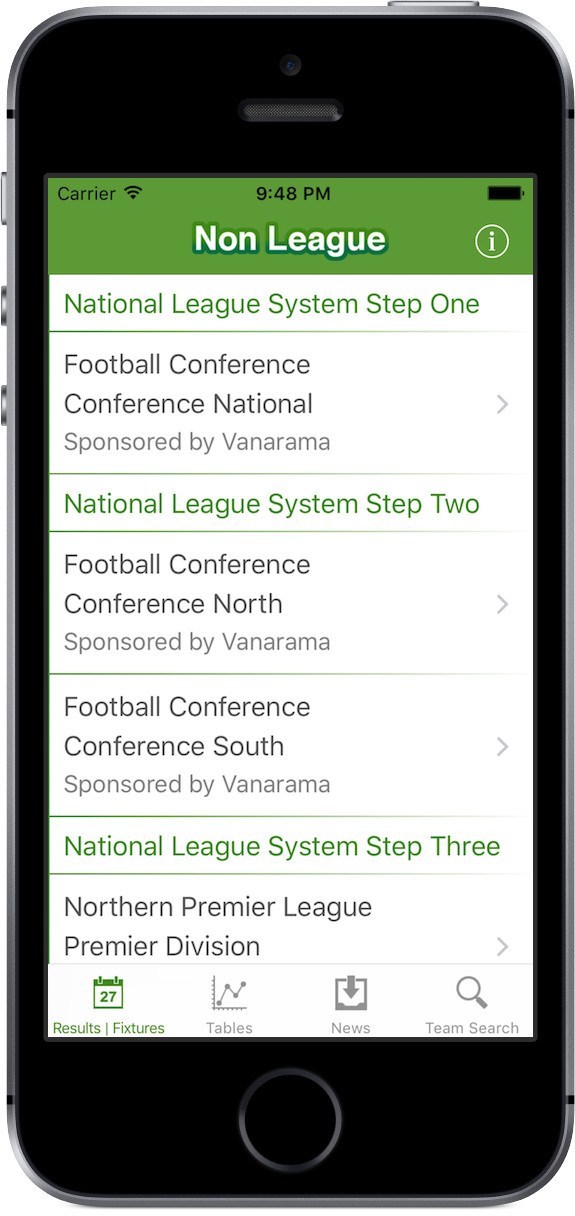 Carrier 9:48 PM
Non League
i
National League System Step One
Football Conference
Conference National
Sponsored by Vanarama
National League System Step Two
Football Conference
Conference North
Sponsored by Vanarama
Football Conference
Conference South
Sponsored by Vanarama
National League System Step Three
Northern Premier League
Premier Division
27
Results | Fixtures Tables News Team Search